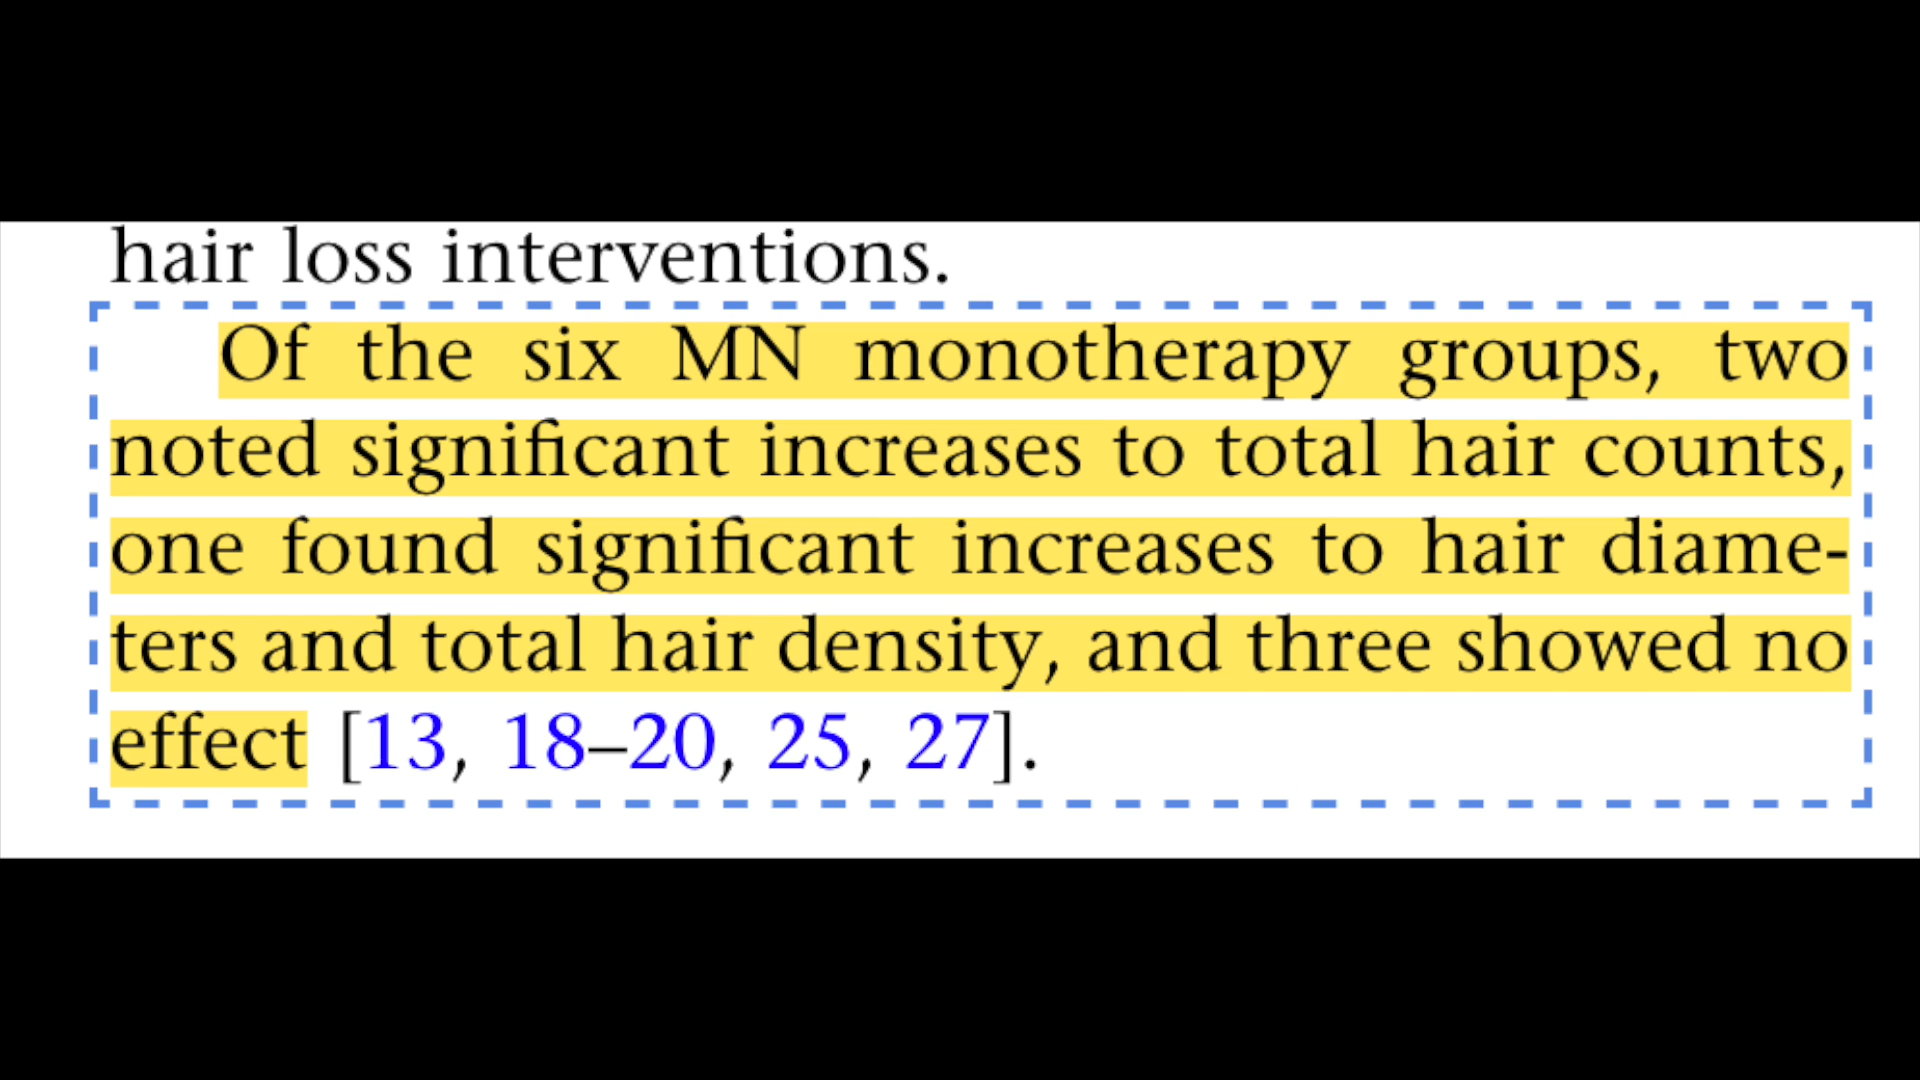 hair loss interventions.
Of the six MN monotherapy groups, two
noted significant increases to total hair counts,
one found significant increases to hair diame-
ters and total hair density, and three showed no
effect [13, 18–20, 25, 27].